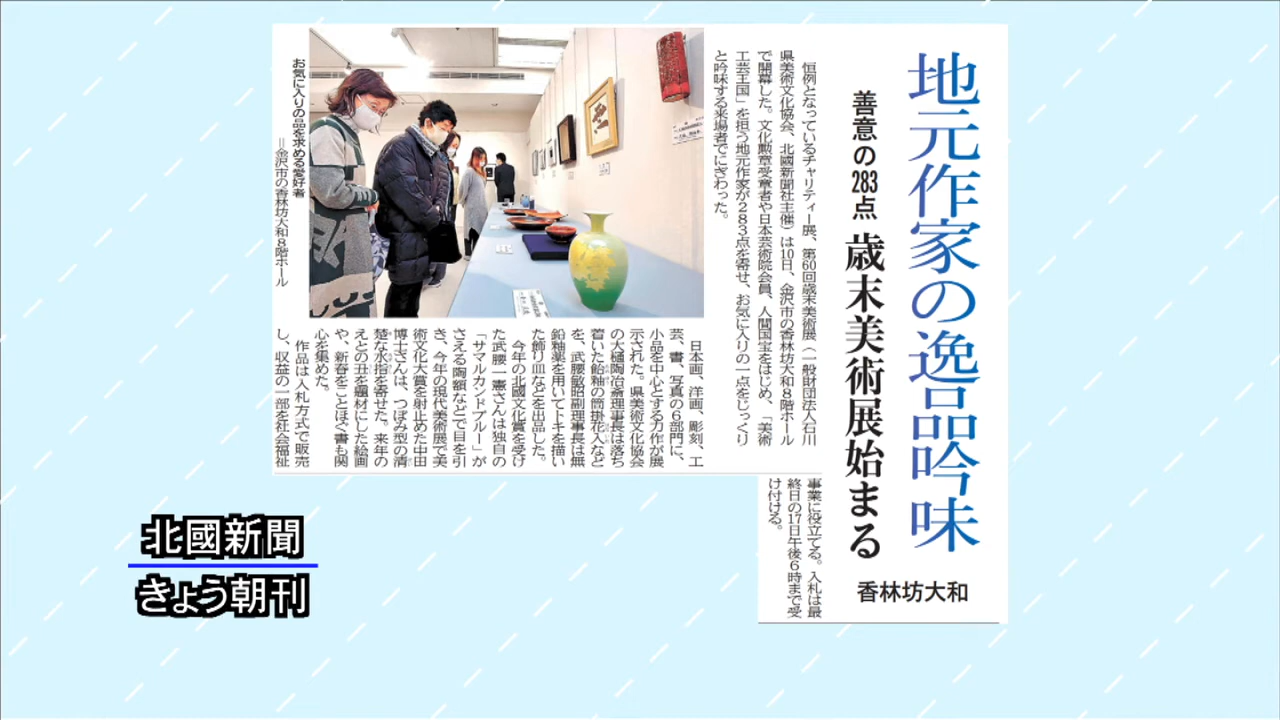 地元作家の逸品吟味
善意の283点 歳末美術展始まる
香林坊大和
恒例となっているチャリティー展、第60回歳末美術展（一般財団法人石川
県美術文化協会、北國新聞社主催）は10日、金沢市の香林坊大和８階ホール
で開幕した。文化勲章受章者や日本芸術院会員、人間国宝をはじめ、「美術
工芸王国」を担う地元作家が２８３点を寄せ、お気に入りの一点をじっくり
と吟味する来場者でにぎわった。
お気に入りの品を求める愛好者
＝金沢市の香林坊大和８階ホール
日本画、洋画、彫刻、工
芸、書、写真の６部門に、
小品を中心とする力作が展
示された。県美術文化協会
の大樋陶冶斎理事長は落ち
着いた飴釉の筒掛花入など
を、武腰敏昭副理事長は無
鉛釉薬を用いてトキを描い
た飾り皿などを出品した。
今年の北國文化賞を受け
た武腰一憲さんは独自の
「サマルカンドブルー」が
さえる陶額などで目を引
き、今年の現代美術展で美
術文化大賞を射止めた中田
博士さんは、つぼみ型の清
楚な水指を寄せた。来年の
えとの丑を題材にした絵画
や、新春をことほぐ書も関
心を集めた。
作品は入札方式で販売
し、収益の一部を社会福祉
事業に役立てる。入札は最
終日の17日午後６時まで受
け付ける。
北國新聞
きょう朝刊